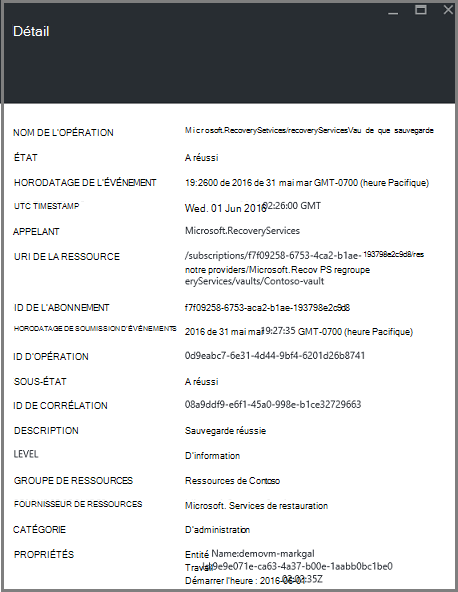 Détail
NOM DE L'OPÉRATION Microsoft.RecoverySetvices/recoveryServicesVau de que sauvegarde
ÉTAT A réussi
HORODATAGE DE L'ÉVÉNEMENT 19:2600 de 2016 de 31 mai mar GMT-0700 (heure Pacifique)
UTC TIMESTAMP Wed. 01 Jun 2016 02:26:00 GMT
APPELANT Microsoft.RecoveryServices
URI DE LA RESSOURCE /subscriptions/f7f09258-6753-4ca2-b1ae-193798e2c9d8/res
notre providers/Microsoft.Recov PS regroupe
eryServices/vaults/Contoso-vault
ID DE L'ABONNEMENT f7f09258-6753-aca2-b1ae-193798e2c9d8
HORODATAGE DE SOUMISSION D'ÉVÉNEMENTS 2016 de 31 mai mar 19:27:35 GMT-0700 (heure Pacifique)
ID D'OPÉRATION 0d9eabc7-6e31-4d44-9bf4-6201d26b8741
SOUS-ÉTAT A réussi
ID DE CORRÉLATION 08a9ddf9-e6f1-45a0-998e-b1ce32729663
DESCRIPTION Sauvegarde réussie
LEVEL D'information
GROUPE DE RESSOURCES Ressources de Contoso
FOURNISSEUR DE RESSOURCES Microsoft. Services de restauration
CATÉGORIE D'administration
PROPRIÉTÉS Entité Name:demovm-markgal
Travail e9e071e-ca63-4a37-b00e-1aabb0bc1be0
Démarrer l'heure : 2016-06-01